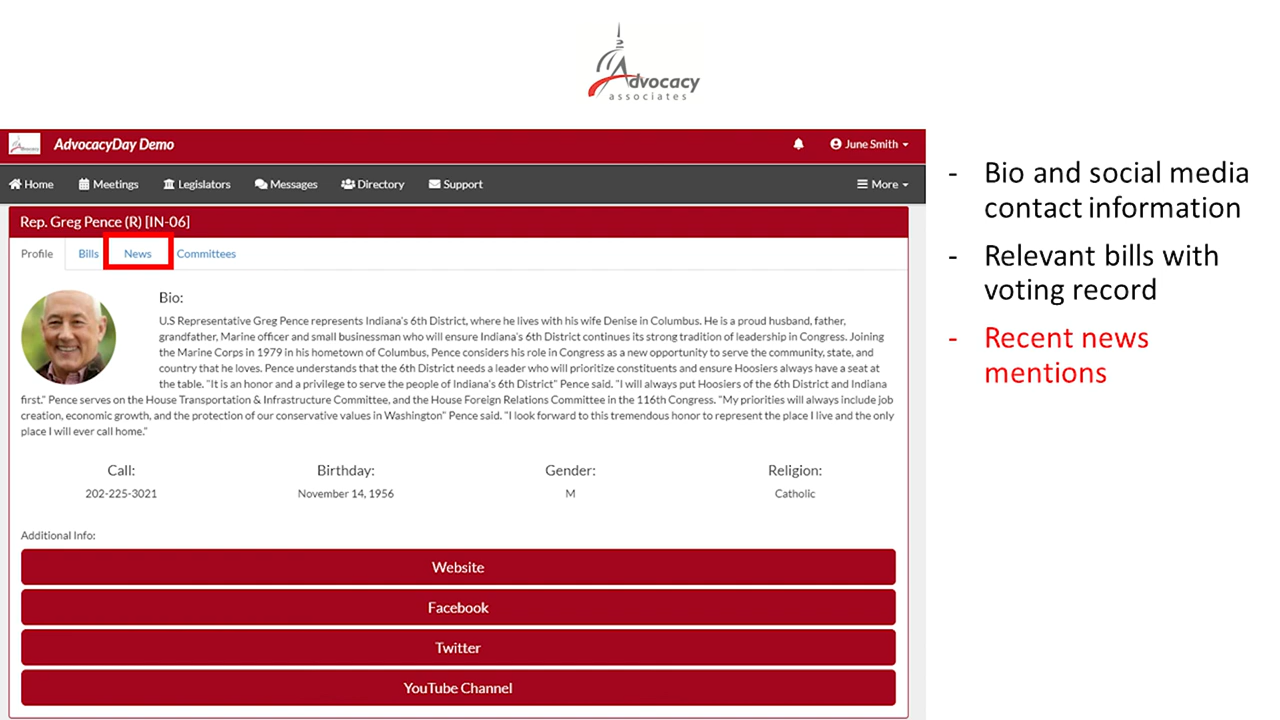 Advocacy
associates
AdvocacyDay Demo
June Smith
Home Meetings Legislators Messages Directory Support More
Rep. Greg Pence (R) [IN-06]
Profile Bills News Committees
Bio:
U.S Representative Greg Pence represents Indiana's 6th District, where he lives with his wife Denise in Columbus. He is a proud husband, father,
grandfather, Marine officer and small businessman who will ensure Indiana's 6th District continues its strong tradition of leadership in Congress. Joining
the Marine Corps in 1979 in his hometown of Columbus, Pence considers his role in Congress as a new opportunity to serve the community, state, and
country that he loves. Pence understands that the 6th District needs a leader who will prioritize constituents and ensure Hoosiers always have a seat at
the table. "It is an honor and a privilege to serve the people of Indiana's 6th District" Pence said. "I will always put Hoosiers of the 6th District and Indiana
first." Pence serves on the House Transportation & Infrastructure Committee, and the House Foreign Relations Committee in the 116th Congress. "My priorities will always include job
creation, economic growth, and the protection of our conservative values in Washington" Pence said. "I look forward to this tremendous honor to represent the place I live and the only
place I will ever call home."
Call: Birthday: Gender: Religion:
202-225-3021 November 14, 1956 M Catholic
Additional Info:
Website
Facebook
Twitter
YouTube Channel
- Bio and social media
contact information
- Relevant bills with
voting record
- Recent news
mentions